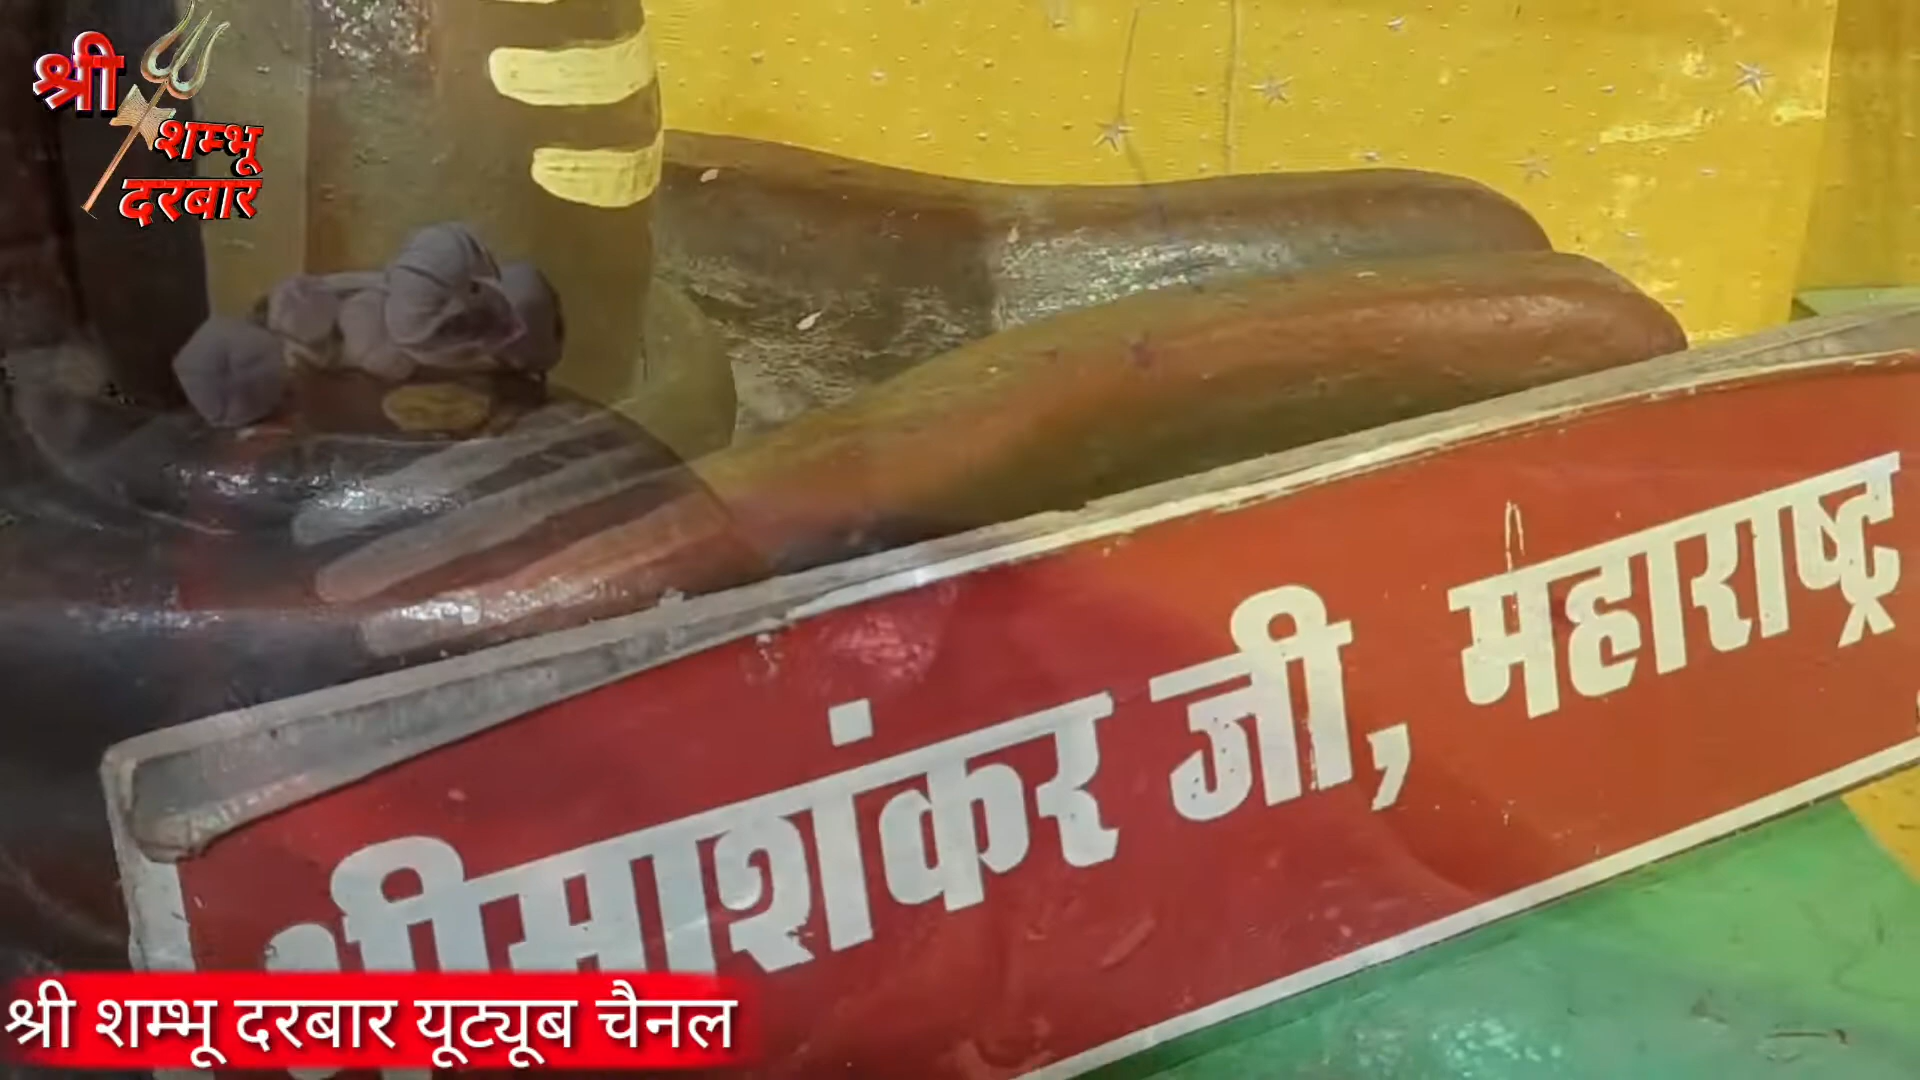 श्री
शम्भू
दरबार
भीमाशंकर जी, महाराष्ट्र
श्री शम्भू दरबार यूट्यूब चैनल